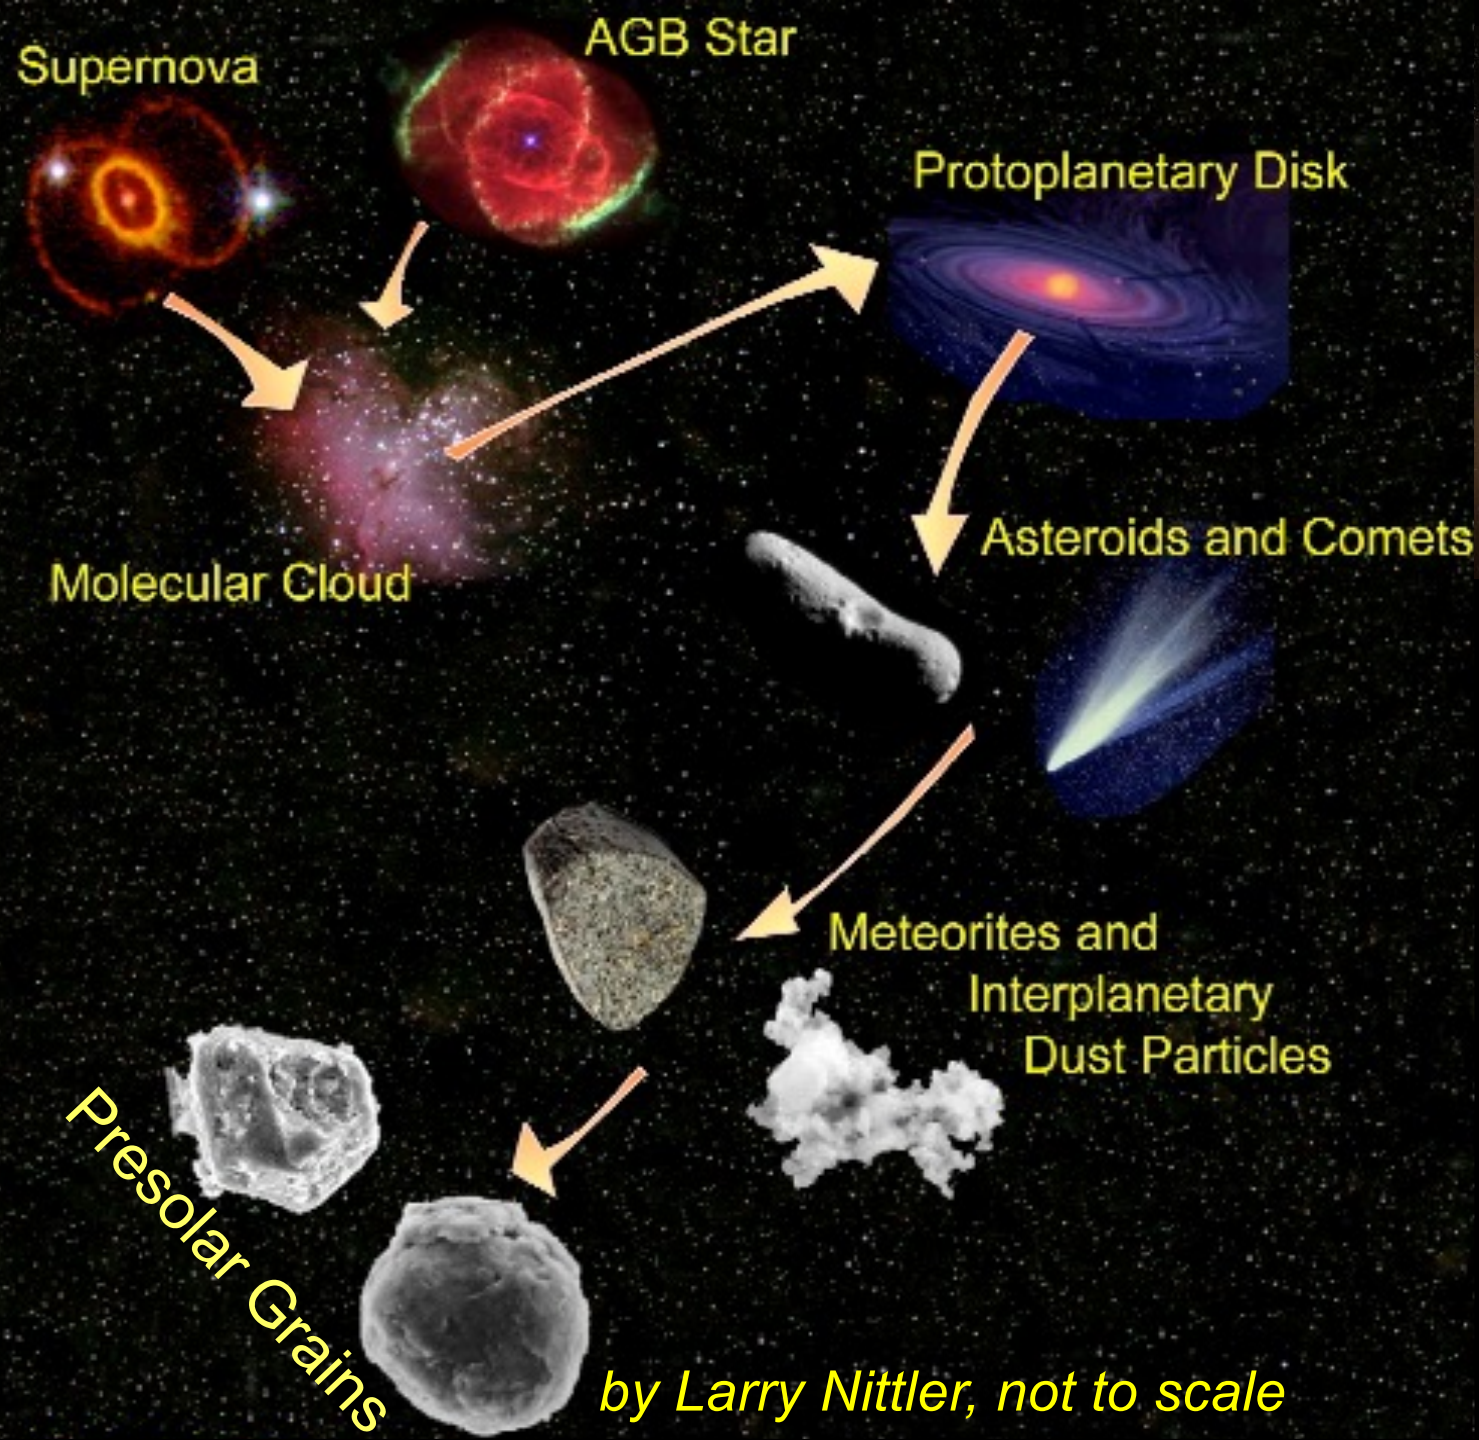 AGB Star
Supernova
Protoplanetary Disk
Asteroids and Comets
Molecular Cloud
Meteorites and
Interplanetary
Dust Particles
Presolar Grains
by Larry Nittler, not to scale